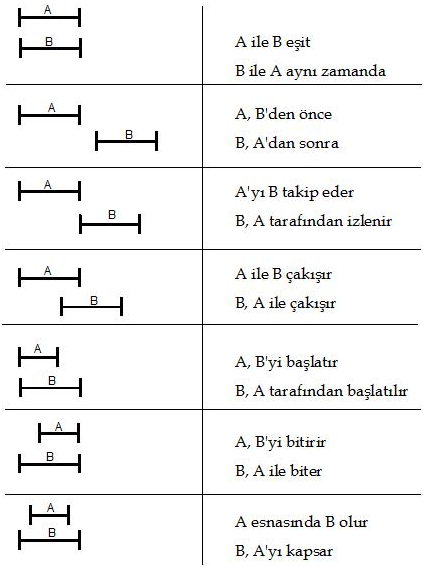 A
B
A ile B eşit
B ile A aynı zamanda
A
B
A, B'den önce
B, A'dan sonra
A
B
A'yı B takip eder
B, A tarafından izlenir
A
B
A ile B çakışır
B, A ile çakışır
A
B
A, B'yi başlatır
B, A tarafından başlatılır
A
B
A, B'yi bitirir
B, A ile biter
A
B
A esnasında B olur
B, A'yı kapsar